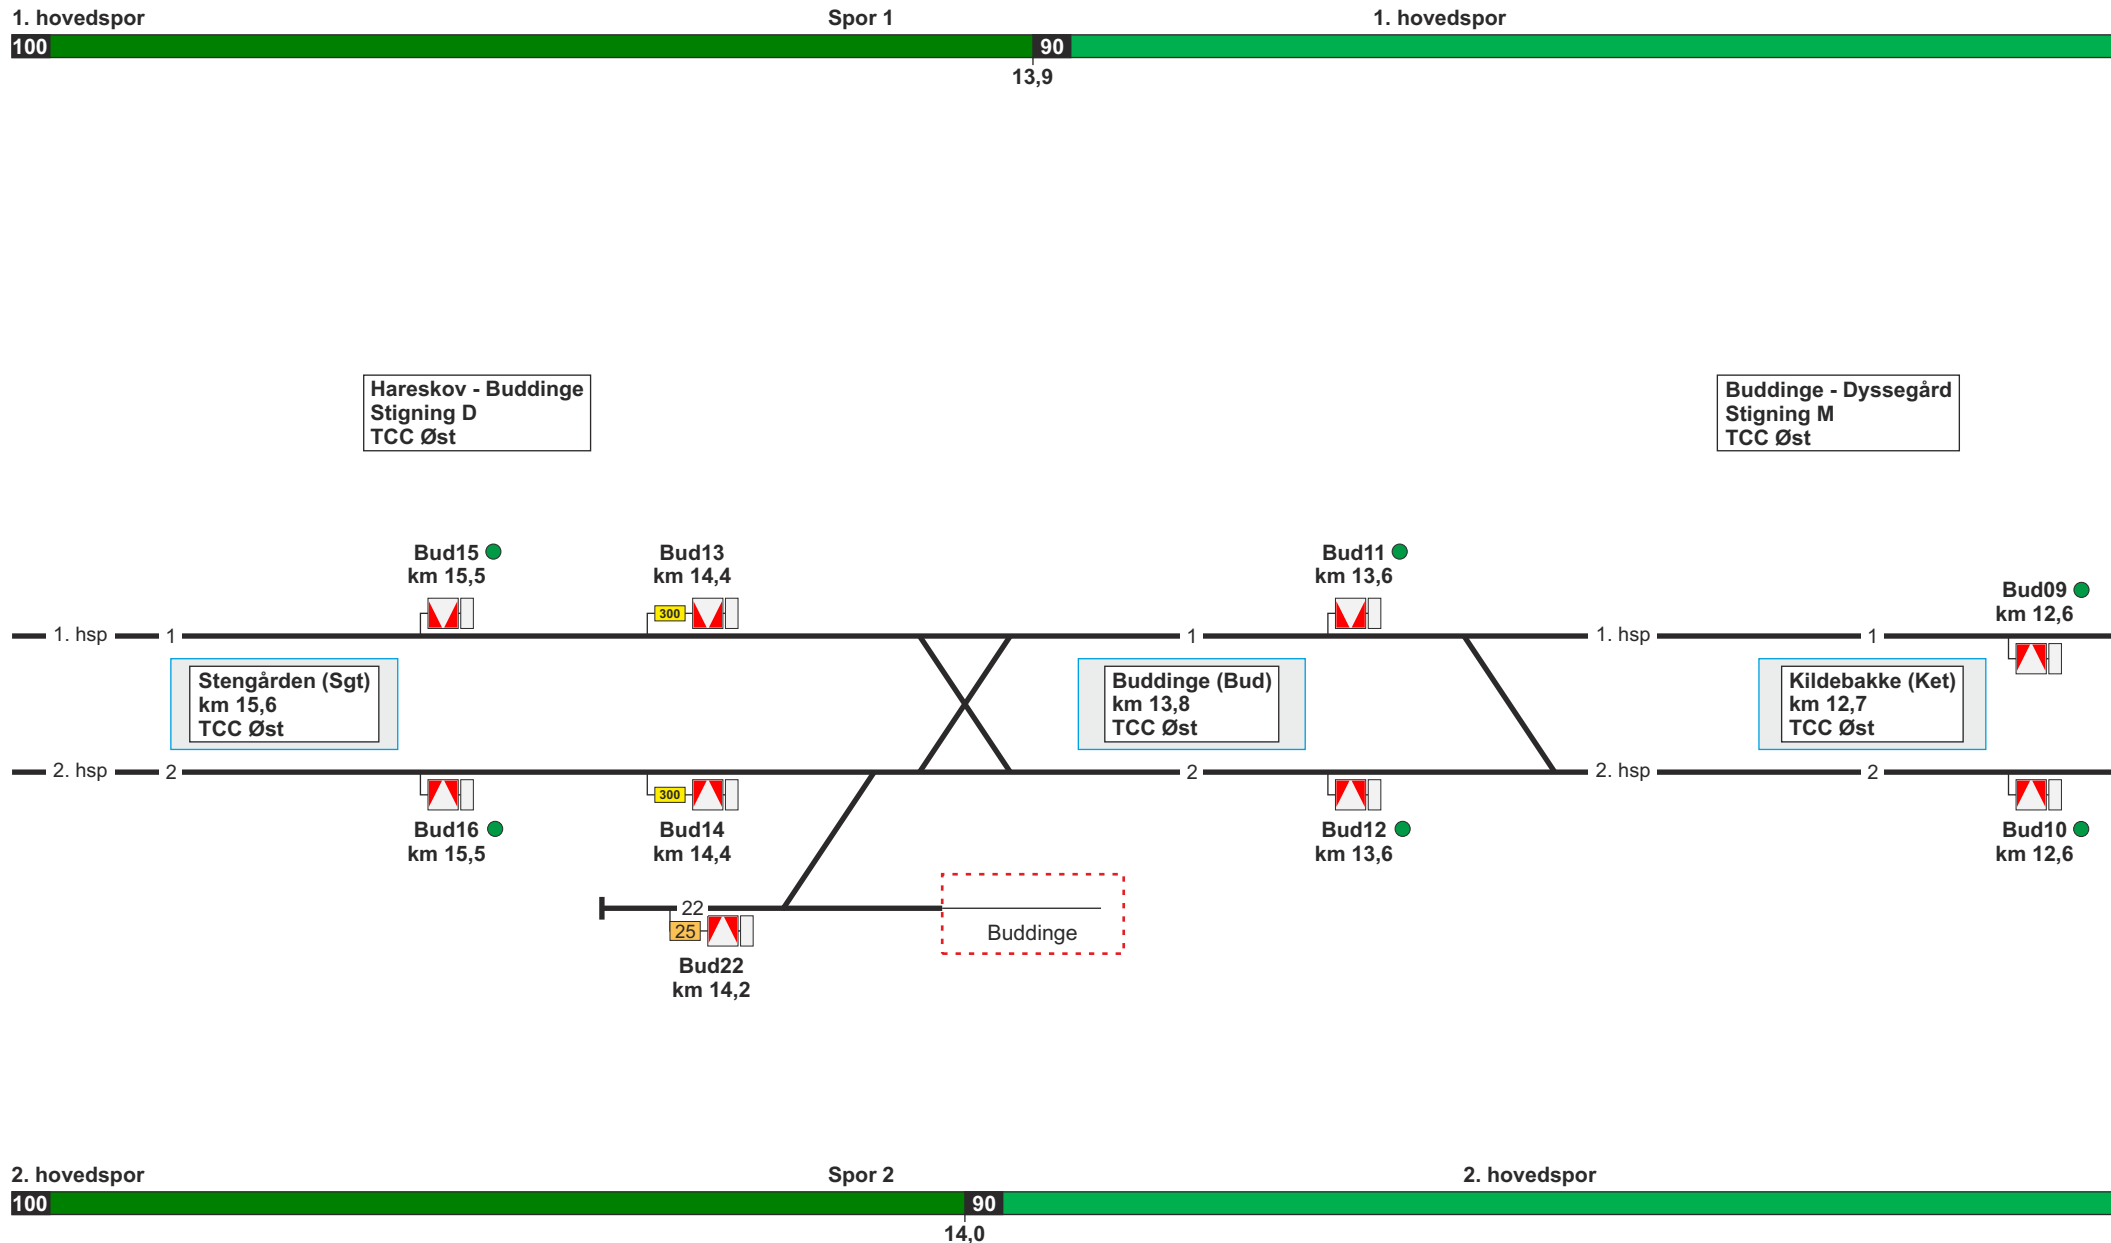 1. hovedspor
Spor 1
1. hovedspor
100
90
13,9
Hareskov - Buddinge
Stigning D
TCC Øst
Buddinge - Dyssegård
Stigning M
TCC Øst
Bud15
km 15,5
Bud13
km 14,4
300
Bud11
km 13,6
Bud09
km 12,6
1. hsp
1
1
1. hsp
1
Stengården (Sgt)
km 15,6
TCC Øst
Buddinge (Bud)
km 13,8
TCC Øst
Kildebakke (Ket)
km 12,7
TCC Øst
2. hsp
2
2
2. hsp
2
300
Bud16
km 15,5
Bud14
km 14,4
Bud12
km 13,6
Bud10
km 12,6
22
25
Buddinge
Bud22
km 14,2
2. hovedspor
Spor 2
2. hovedspor
100
90
14,0